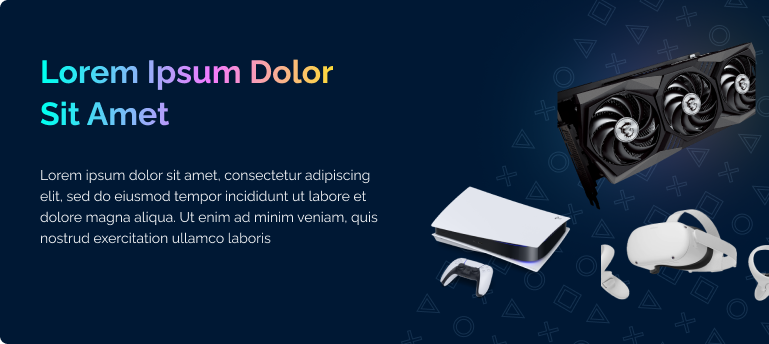 Lorem Ipsum Dolor
Sit Amet
Lorem ipsum dolor sit amet, consectetur adipiscing
elit, sed do eiusmod tempor incididunt ut labore et
dolore magna aliqua. Ut enim ad minim veniam, quis
nostrud exercitation ullamco laboris